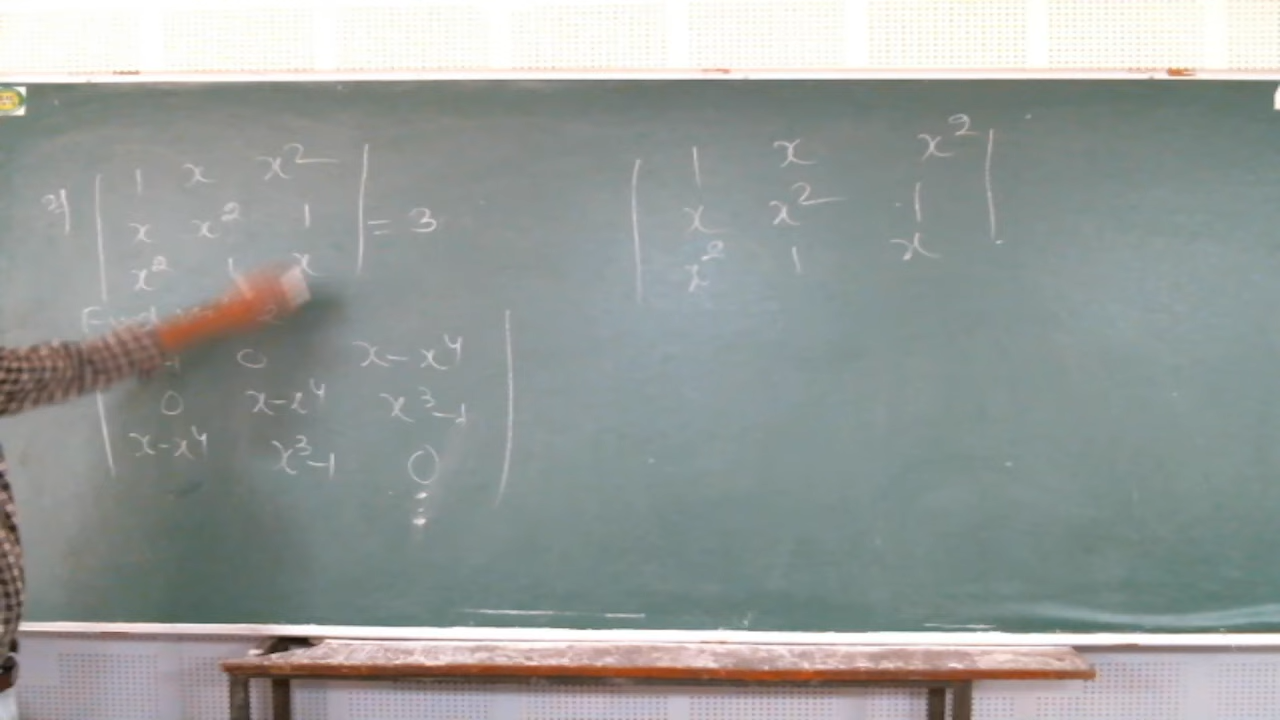 2) | 1 x x² |
| x x² 1 | = 3
| x² 1 x |
Find
0 x-x⁴
0 x-x⁴ x³-1
x-x⁴ x³-1 0
| 1 x x² |
| x x² 1 |
| x² 1 x |